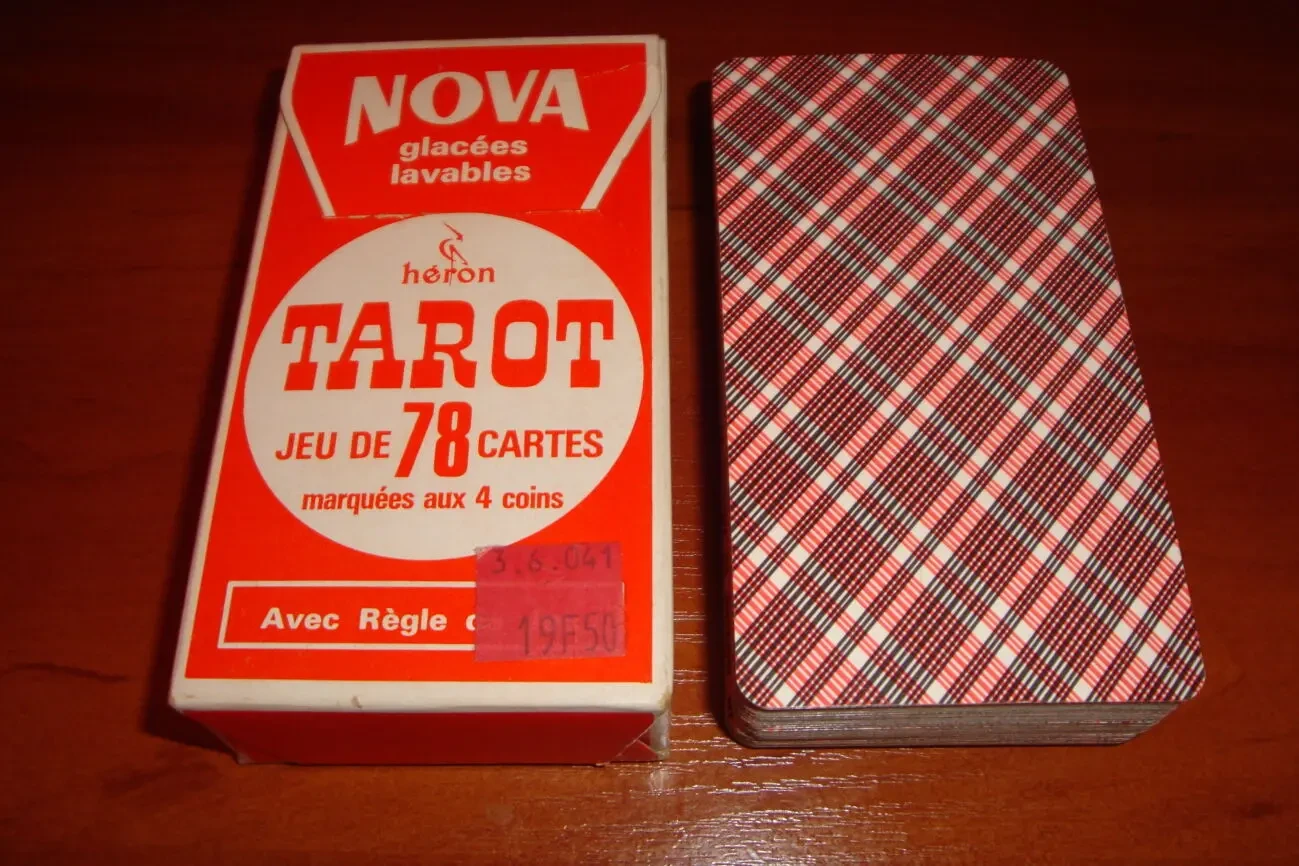 NOVA
glacées
lavables
héron
TAROT
JEU DE 78 CARTES
marquées aux 4 coins
3.6.041
Avec Règle d
19F50